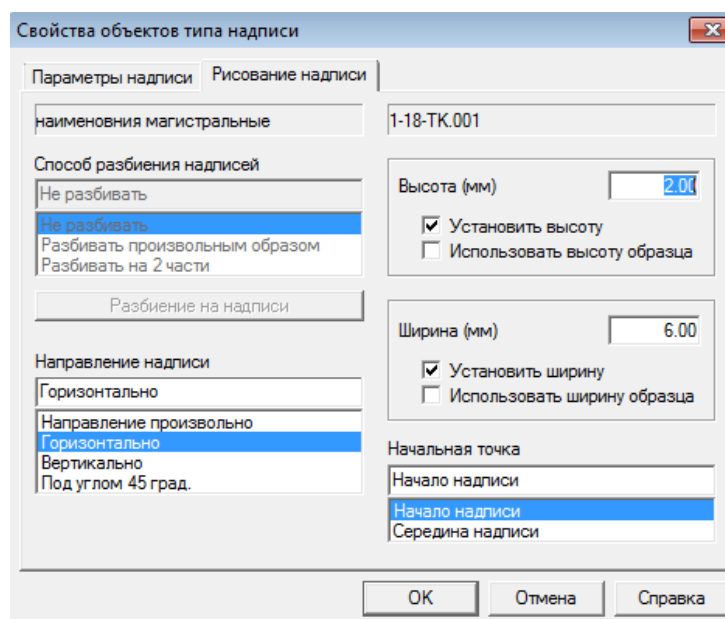 Свойства объектов типа надписи
Параметры надписи
Рисование надписи
наименовния магистральные
1-18-ТК.001
Способ разбиения надписей
Не разбивать
Не разбивать
Разбивать произвольным образом
Разбивать на 2 части
Разбиение на надписи
Направление надписи
Горизонтально
Направление произвольно
Горизонтально
Вертикально
Под углом 45 град.
Высота (мм)
2.00
Установить высоту
Использовать высоту образца
Ширина (мм)
6.00
Установить ширину
Использовать ширину образца
Начальная точка
Начало надписи
Начало надписи
Середина надписи
OK
Отмена
Справка